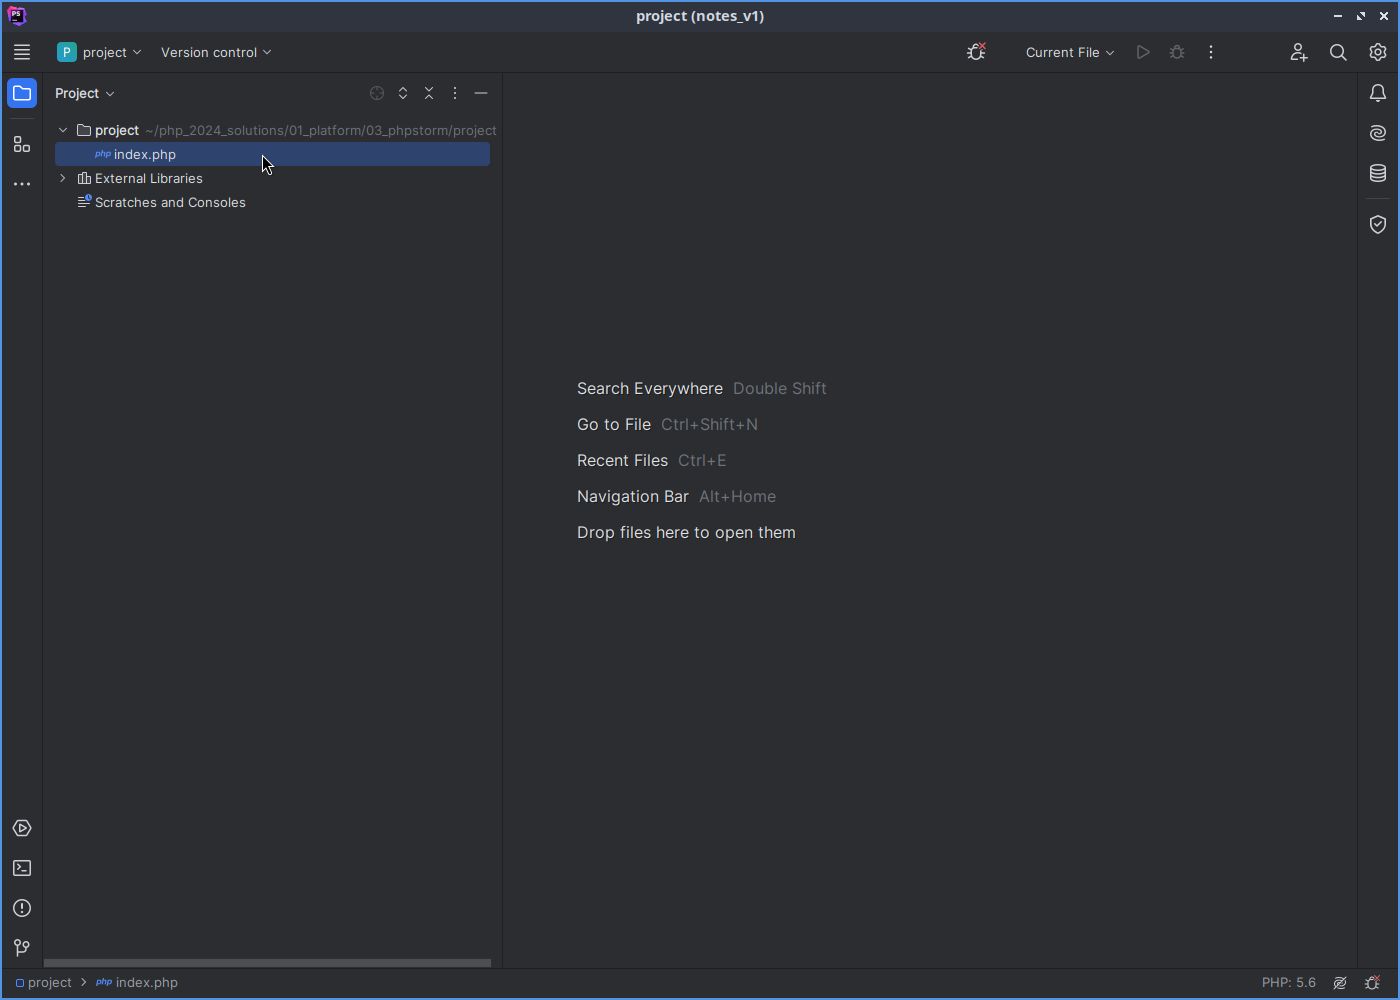 project (notes_v1)
P project Version control Current File
Project
project ~/php_2024_solutions/01_platform/03_phpstorm/project
php index.php
External Libraries
Scratches and Consoles
Search Everywhere Double Shift
Go to File Ctrl+Shift+N
Recent Files Ctrl+E
Navigation Bar Alt+Home
Drop files here to open them
project > php index.php PHP: 5.6